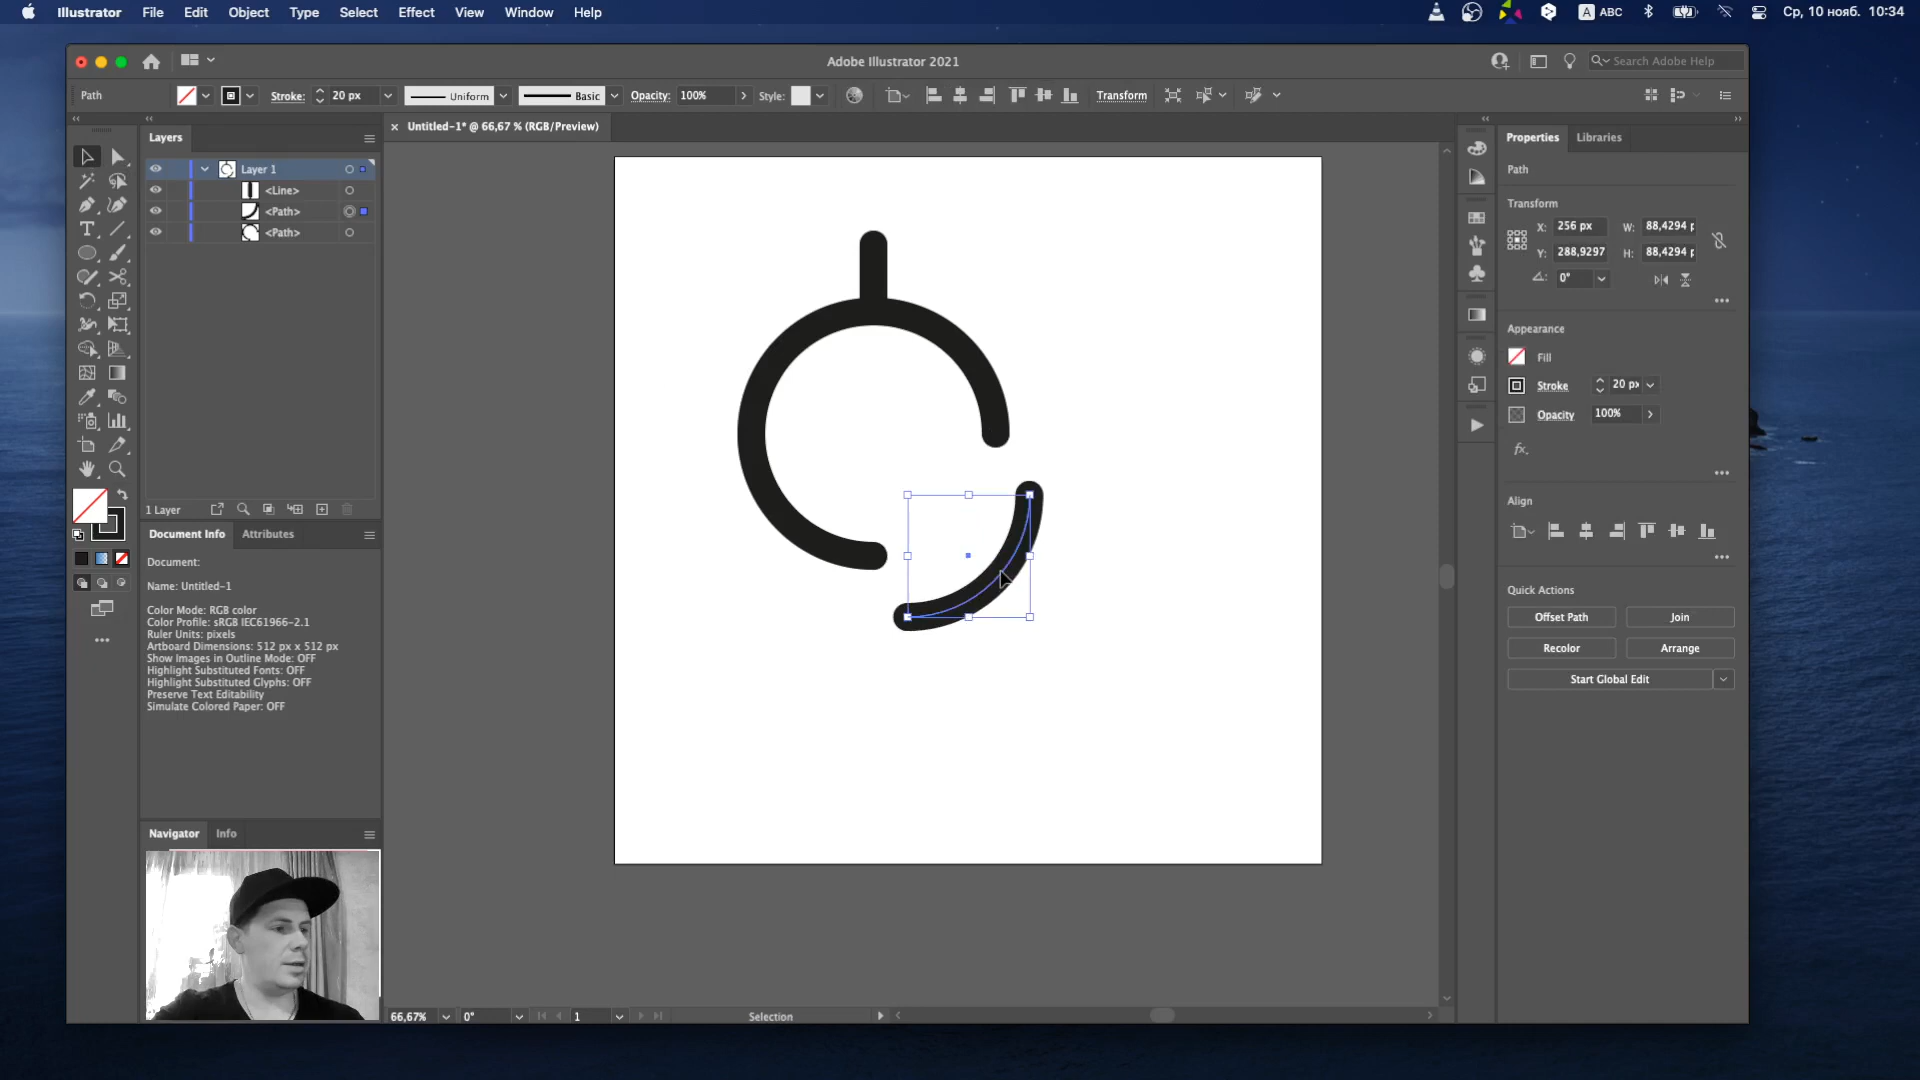 Illustrator File Edit Object Type Select Effect View Window Help
A ABC Ср, 10 нояб. 10:34
Adobe Illustrator 2021
Search Adobe Help
Path Stroke: 20 px Uniform Basic Opacity: 100% Style: Transform
Layers
Untitled-1* @ 66,67 % (RGB/Preview)
Properties Libraries
Layer 1
<Line>
<Path>
<Path>
Path
Transform
X: 256 px W: 88,4294 p
Y: 288,9297 H: 88,4294 p
0°
Appearance
Fill
Stroke 20 px
Opacity 100%
fx.
Align
1 Layer
Document Info Attributes
Document:
Name: Untitled-1
Color Mode: RGB color
Color Profile: sRGB IEC61966-2.1
Ruler Units: pixels
Artboard Dimensions: 512 px x 512 px
Show Images in Outline Mode: OFF
Highlight Substituted Fonts: OFF
Highlight Substituted Glyphs: OFF
Preserve Text Editability
Simulate Colored Paper: OFF
Quick Actions
Offset Path Join
Recolor Arrange
Start Global Edit
Navigator Info
66,67% 0° 1 Selection